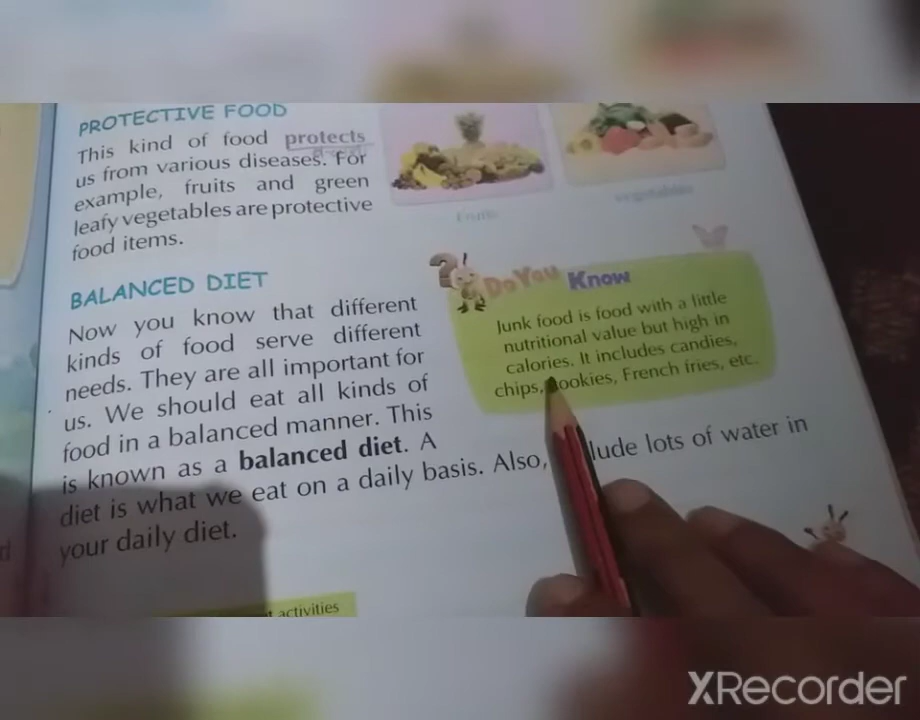 PROTECTIVE FOOD
This kind of food protects
us from various diseases. For
example, fruits and green
leafy vegetables are protective
food items.
Fruits
Vegetables
BALANCED DIET
Now you know that different
kinds of food serve different
needs. They are all important for
us. We should eat all kinds of
food in a balanced manner. This
is known as a balanced diet. A
diet is what we eat on a daily basis. Also, lude lots of water in
your daily diet.
Do You Know
Junk food is food with a little
nutritional value but high in
calories. It includes candies,
chips, ookies, French fries, etc.
activities
XRecorder